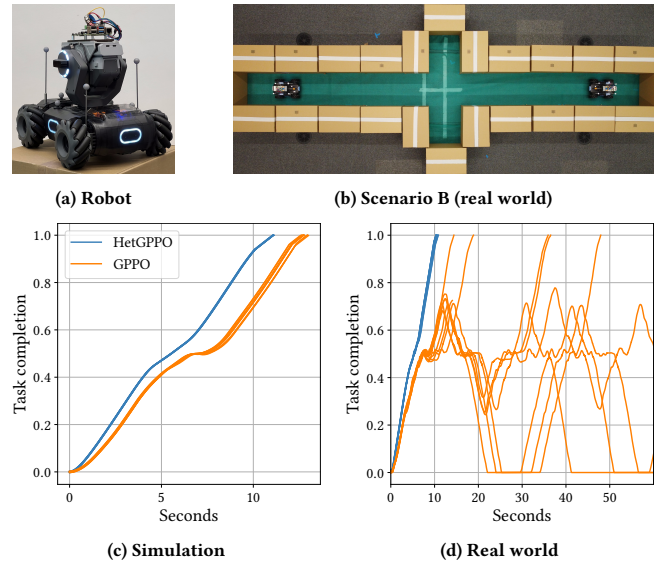 (a) Robot
(b) Scenario B (real world)
HetGPPO
GPPO
Task completion
1.0
0.8
0.6
0.4
0.2
0.0
0
5
10
Seconds
(c) Simulation
Task completion
1.0
0.8
0.6
0.4
0.2
0.0
0
10
20
30
40
50
Seconds
(d) Real world